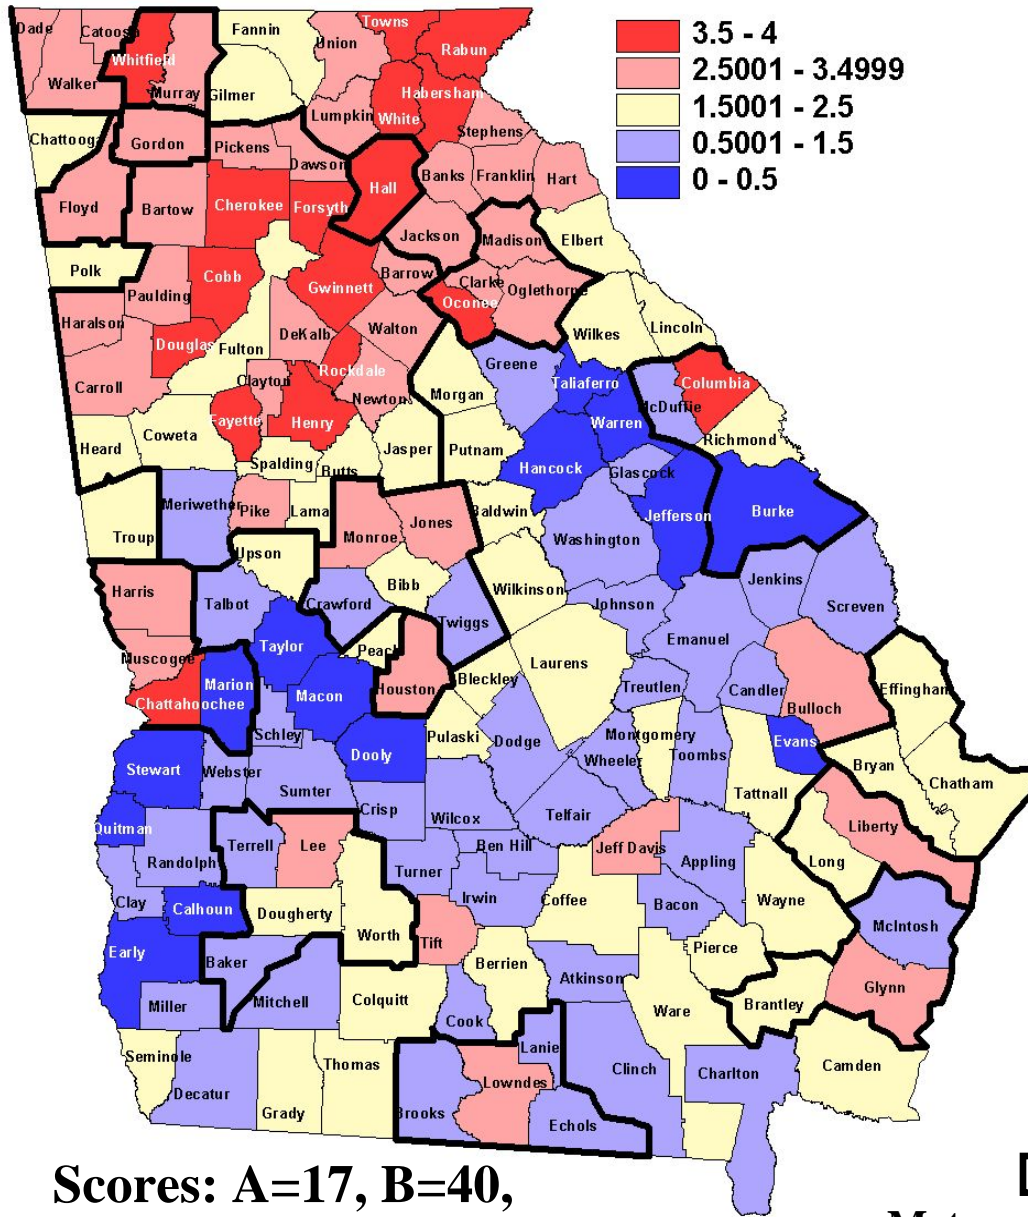 3.5 - 4
2.5001 - 3.4999
1.5001 - 2.5
0.5001 - 1.5
0 - 0.5
Dade
Catoosa
Whitfield
Fannin
Union
Towns
Rabun
Walker
Murray
Gilmer
Habersham
Lumpkin
White
Stephens
Chattooga
Gordon
Pickens
Dawson
Hall
Banks
Franklin
Hart
Floyd
Bartow
Cherokee
Forsyth
Jackson
Madison
Elbert
Polk
Cobb
Gwinnett
Barrow
Clarke
Oglethorpe
Oconee
Paulding
Haralson
Douglas
Fulton
DeKalb
Walton
Wilkes
Lincoln
Carroll
Clayton
Rockdale
Newton
Morgan
Greene
Taliaferro
Columbia
McDuffie
Warren
Richmond
Fayette
Henry
Heard
Coweta
Spalding
Butts
Jasper
Putnam
Hancock
Glascock
Troup
Meriwether
Pike
Lama
Monroe
Jones
Baldwin
Washington
Jefferson
Burke
Upson
Bibb
Wilkinson
Jenkins
Screven
Harris
Talbot
Crawford
Twiggs
Johnson
Emanuel
Muscogee
Taylor
Peach
Laurens
Chattahoochee
Marion
Macon
Houston
Bleckley
Treutlen
Candler
Bulloch
Effingham
Schley
Dooly
Pulaski
Dodge
Montgomery
Wheeler
Toombs
Evans
Bryan
Chatham
Stewart
Webster
Sumter
Crisp
Wilcox
Telfair
Tattnall
Quitman
Randolph
Terrell
Lee
Turner
Ben Hill
Jeff Davis
Appling
Long
Liberty
Clay
Calhoun
Dougherty
Worth
Irwin
Coffee
Bacon
Wayne
McIntosh
Early
Baker
Tift
Berrien
Pierce
Miller
Mitchell
Colquitt
Cook
Atkinson
Ware
Brantley
Glynn
Seminole
Decatur
Grady
Thomas
Brooks
Lowndes
Lanie
Echols
Clinch
Charlton
Camden
Scores: A=17, B=40,